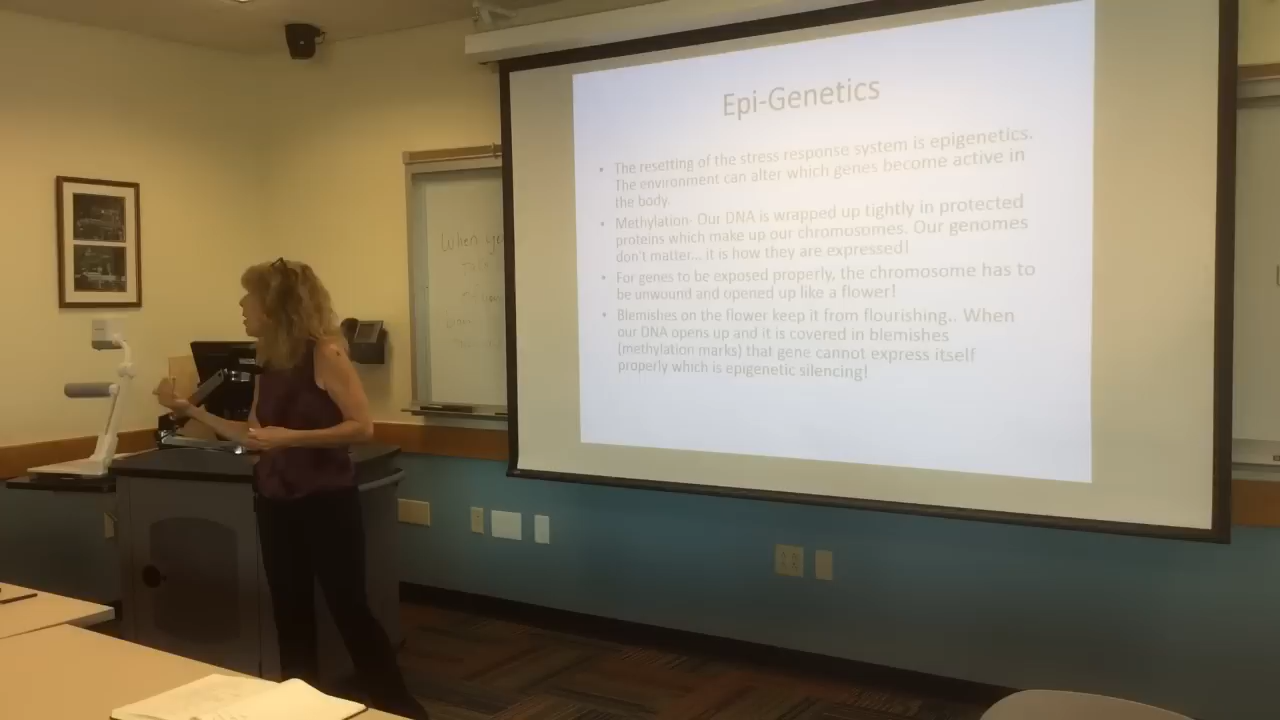 Epi-Genetics
• The resetting of the stress response system is epigenetics.
The environment can alter which genes become active in
the body.
• Methylation- Our DNA is wrapped up tightly in protected
proteins which make up our chromosomes. Our genomes
don't matter... it is how they are expressed!
• For genes to be exposed properly, the chromosome has to
be unwound and opened up like a flower!
• Blemishes on the flower keep it from flourishing.. When
our DNA opens up and it is covered in blemishes
(methylation marks) that gene cannot express itself
properly which is epigenetic silencing!
When